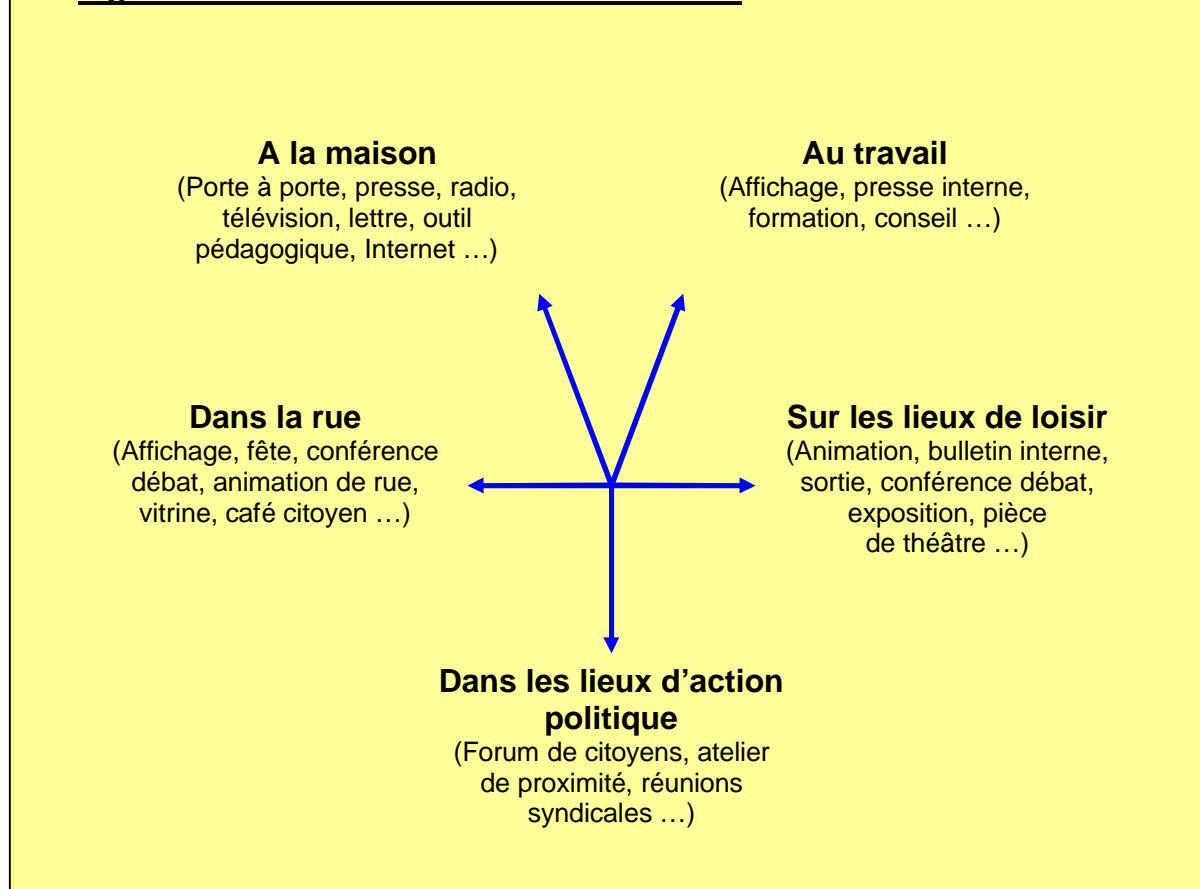 A la maison
(Porte à porte, presse, radio,
télévision, lettre, outil
pédagogique, Internet …)
Au travail
(Affichage, presse interne,
formation, conseil …)
Dans la rue
(Affichage, fête, conférence
débat, animation de rue,
vitrine, café citoyen …)
Sur les lieux de loisir
(Animation, bulletin interne,
sortie, conférence débat,
exposition, pièce
de théâtre …)
Dans les lieux d’action
politique
(Forum de citoyens, atelier
de proximité, réunions
syndicales …)